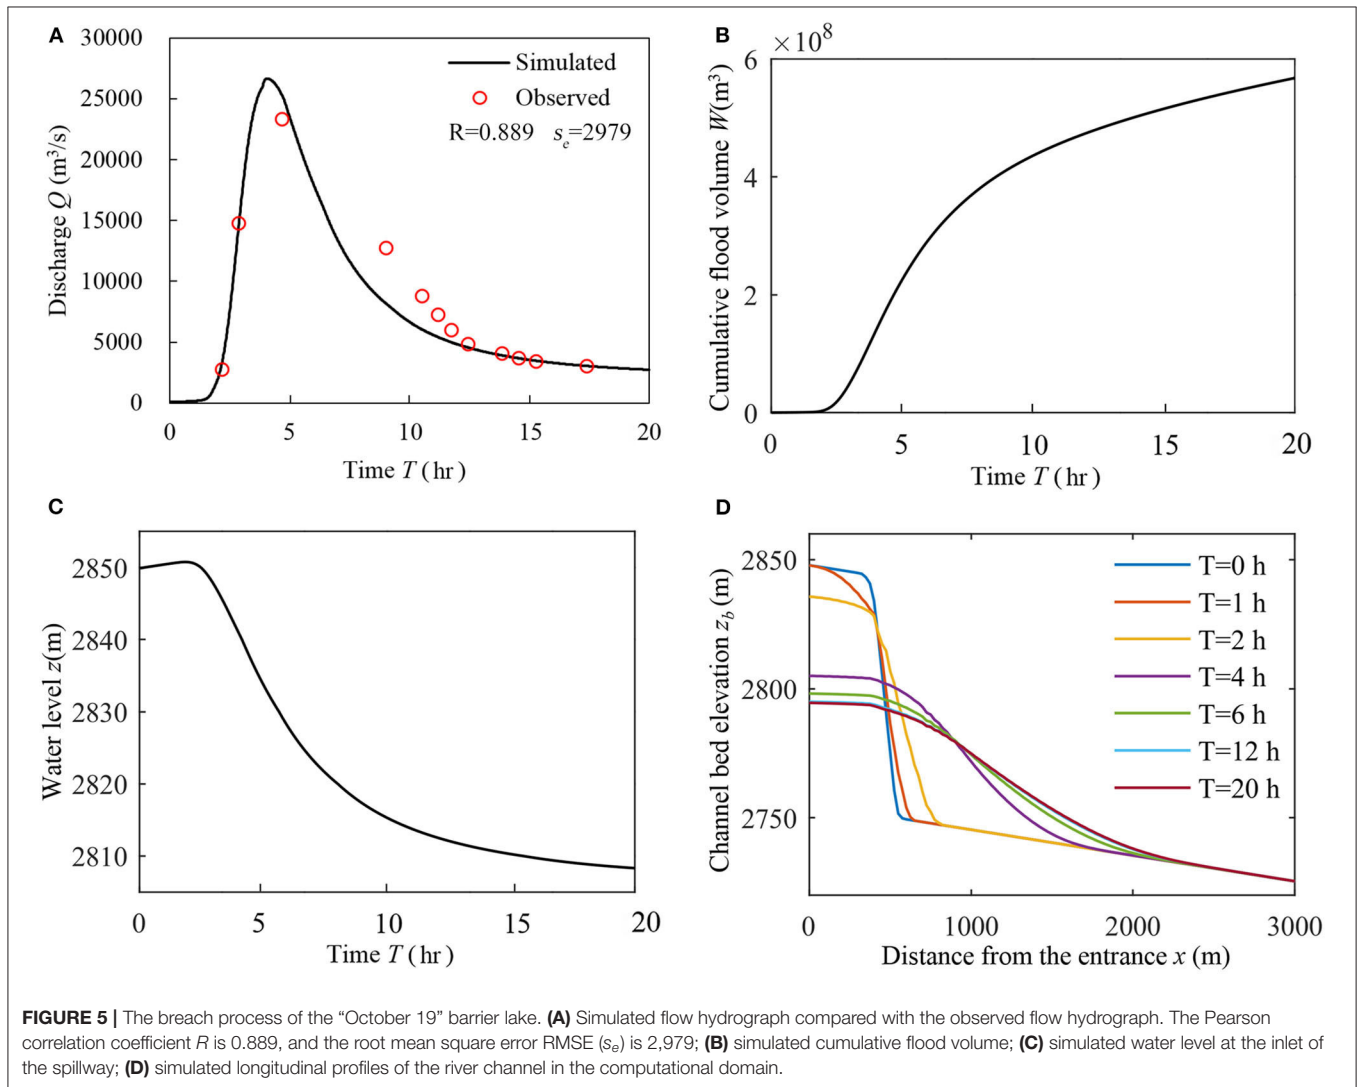 A
30000
25000
20000
15000
10000
5000
0
0 5 10 15 20
Discharge Q (m³/s)
Time T (hr)
Simulated
Observed
R=0.889 sₑ=2979
B
×10⁸
6
4
2
0
0 5 10 15 20
Cumulative flood volume W(m³)
Time T (hr)
C
2850
2840
2830
2820
2810
0 5 10 15 20
Water level z(m)
Time T (hr)
D
2850
2800
2750
0 1000 2000 3000
Channel bed elevation z_b (m)
Distance from the entrance x (m)
T=0 h
T=1 h
T=2 h
T=4 h
T=6 h
T=12 h
T=20 h
FIGURE 5 | The breach process of the “October 19” barrier lake. (A) Simulated flow hydrograph compared with the observed flow hydrograph. The Pearson
correlation coefficient R is 0.889, and the root mean square error RMSE (sₑ) is 2,979; (B) simulated cumulative flood volume; (C) simulated water level at the inlet of
the spillway; (D) simulated longitudinal profiles of the river channel in the computational domain.